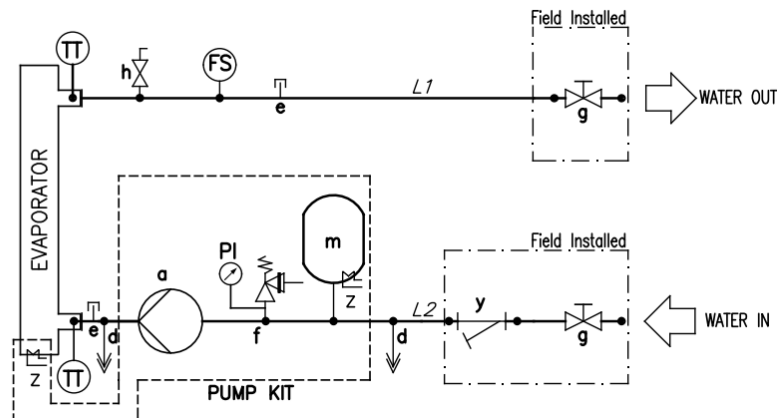 Field Installed
TT
h
FS
e
L1
g
WATER OUT
EVAPORATOR
Field Installed
m
PI
a
z
y
L2
WATER IN
e
d
f
d
g
z
TT
PUMP KIT